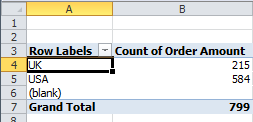 A B
1
2
3 Row Labels Count of Order Amount
4 UK 215
5 USA 584
6 (blank)
7 Grand Total 799